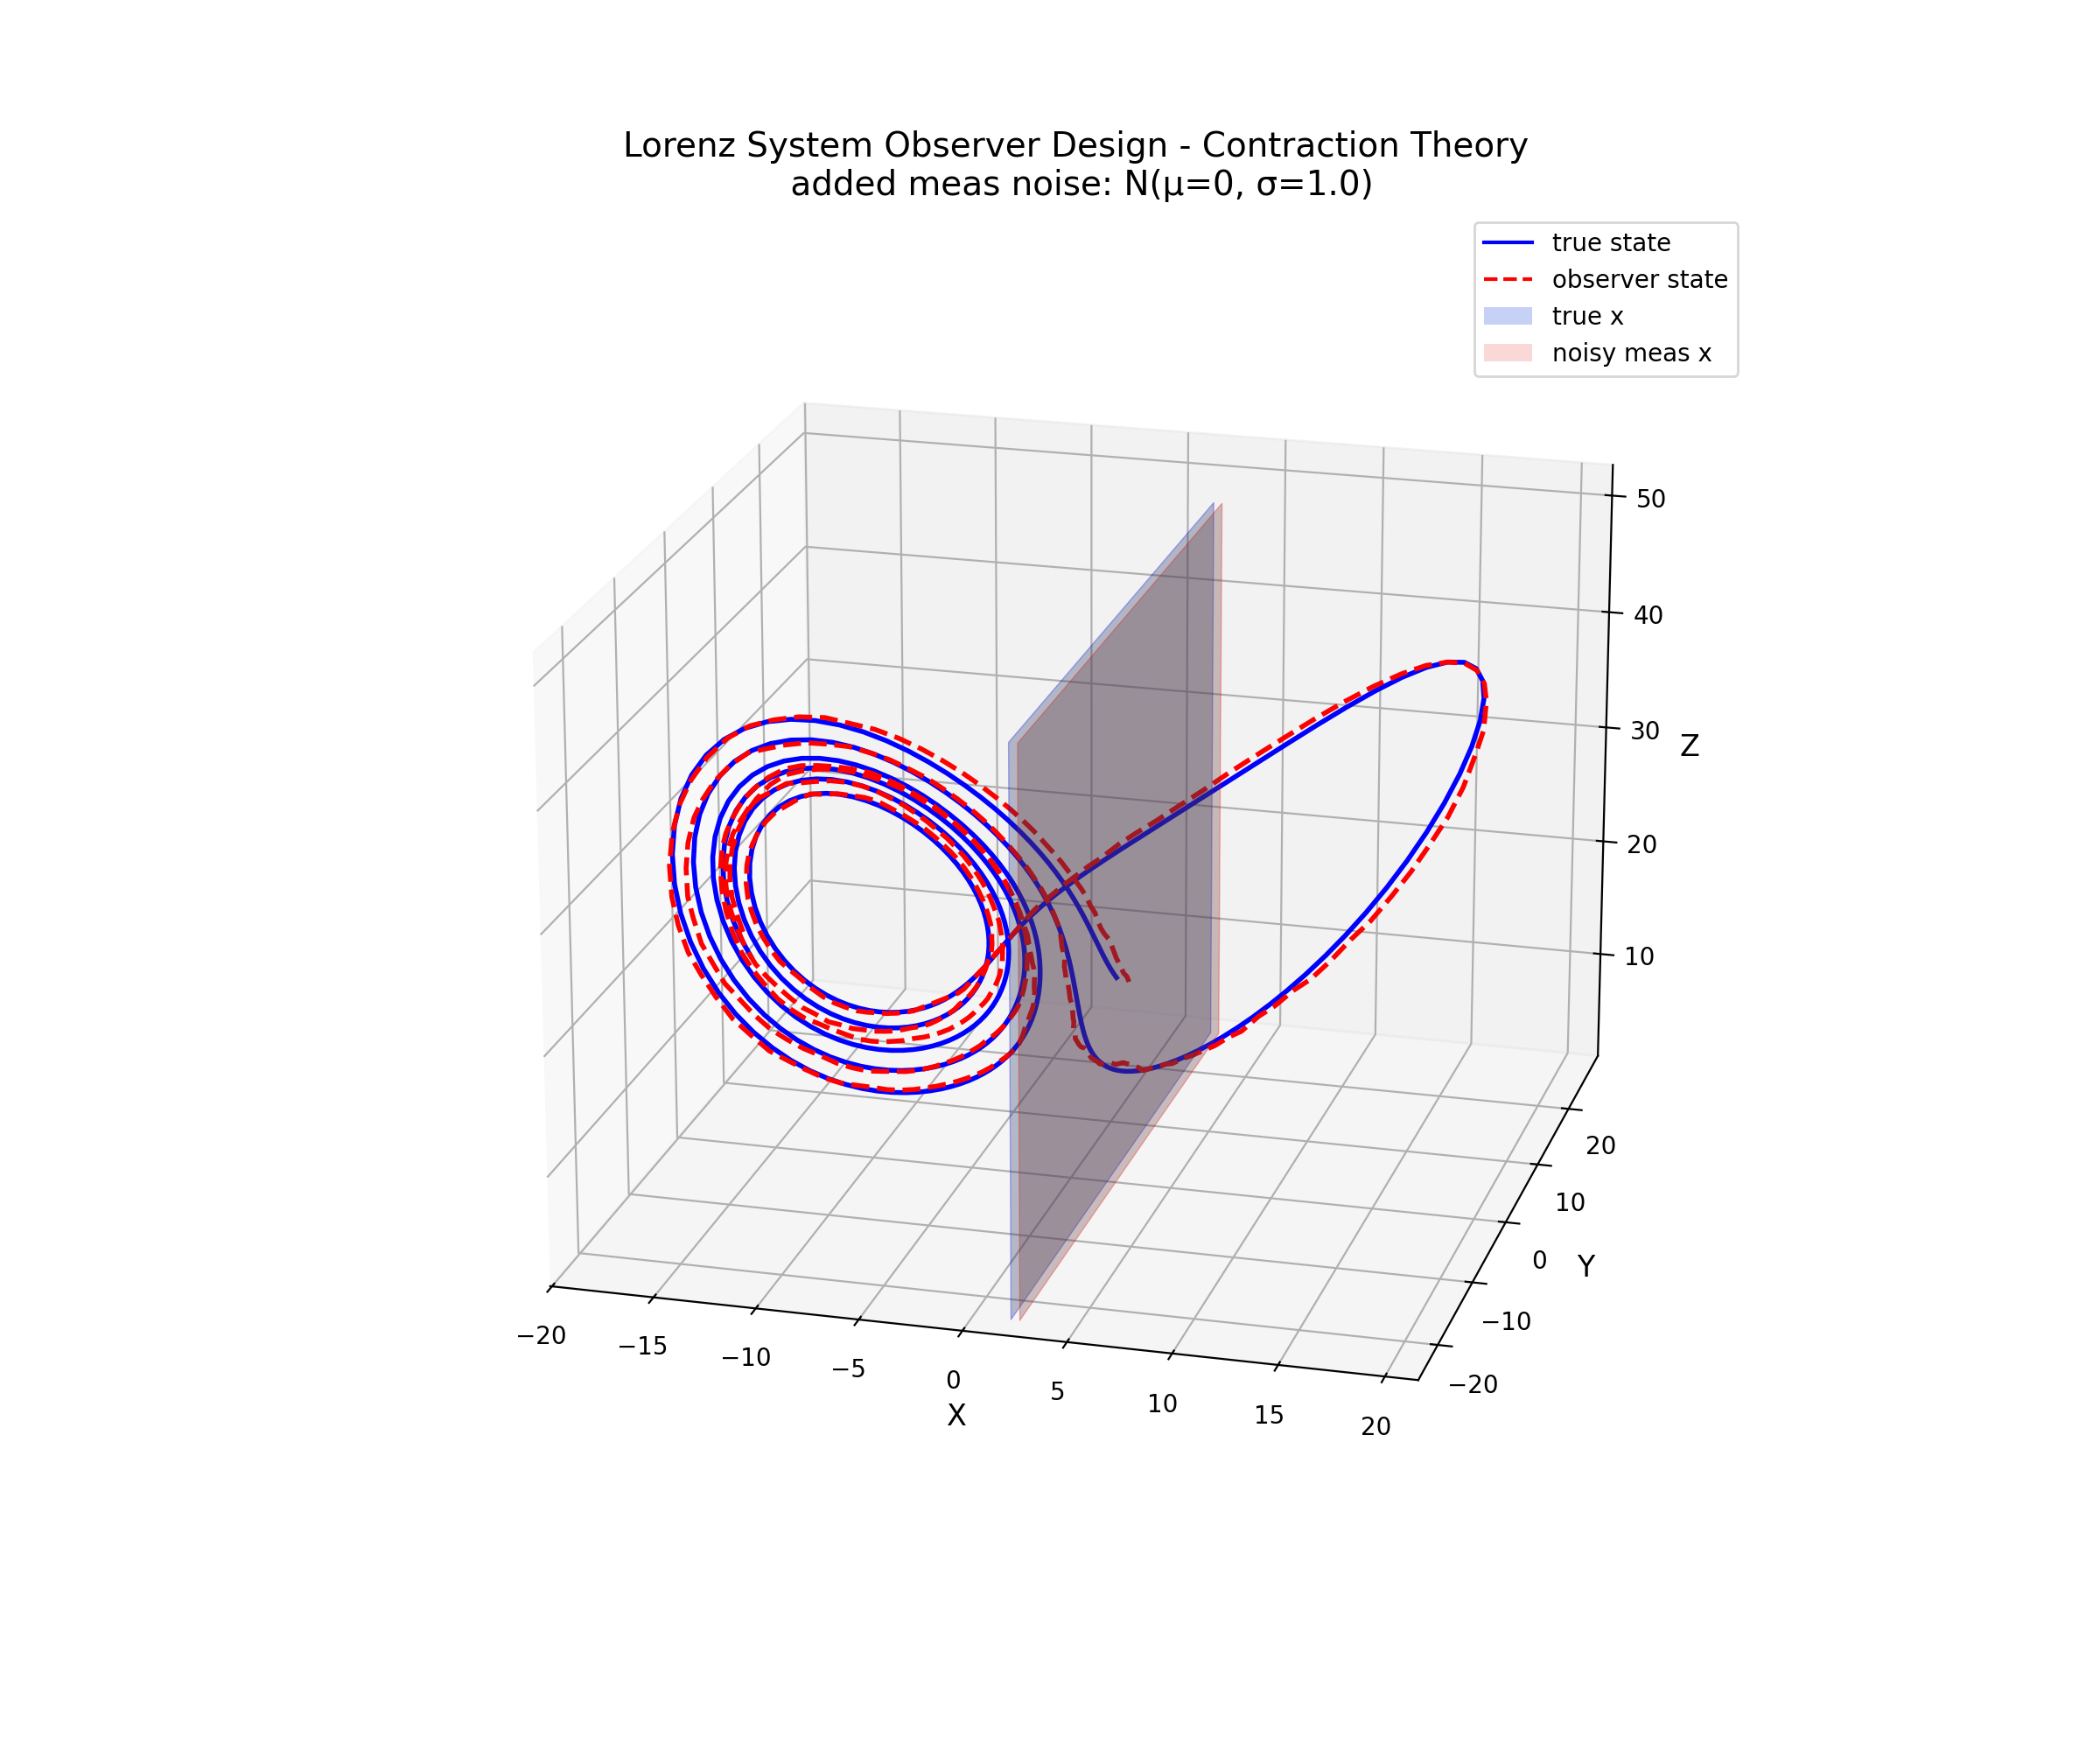 Lorenz System Observer Design - Contraction Theory
added meas noise: N(μ=0, σ=1.0)
true state
observer state
true x
noisy meas x
50
40
30
Z
20
10
20
10
0
Y
−10
−20
−20
−15
−10
−5
0
5
10
15
20
X